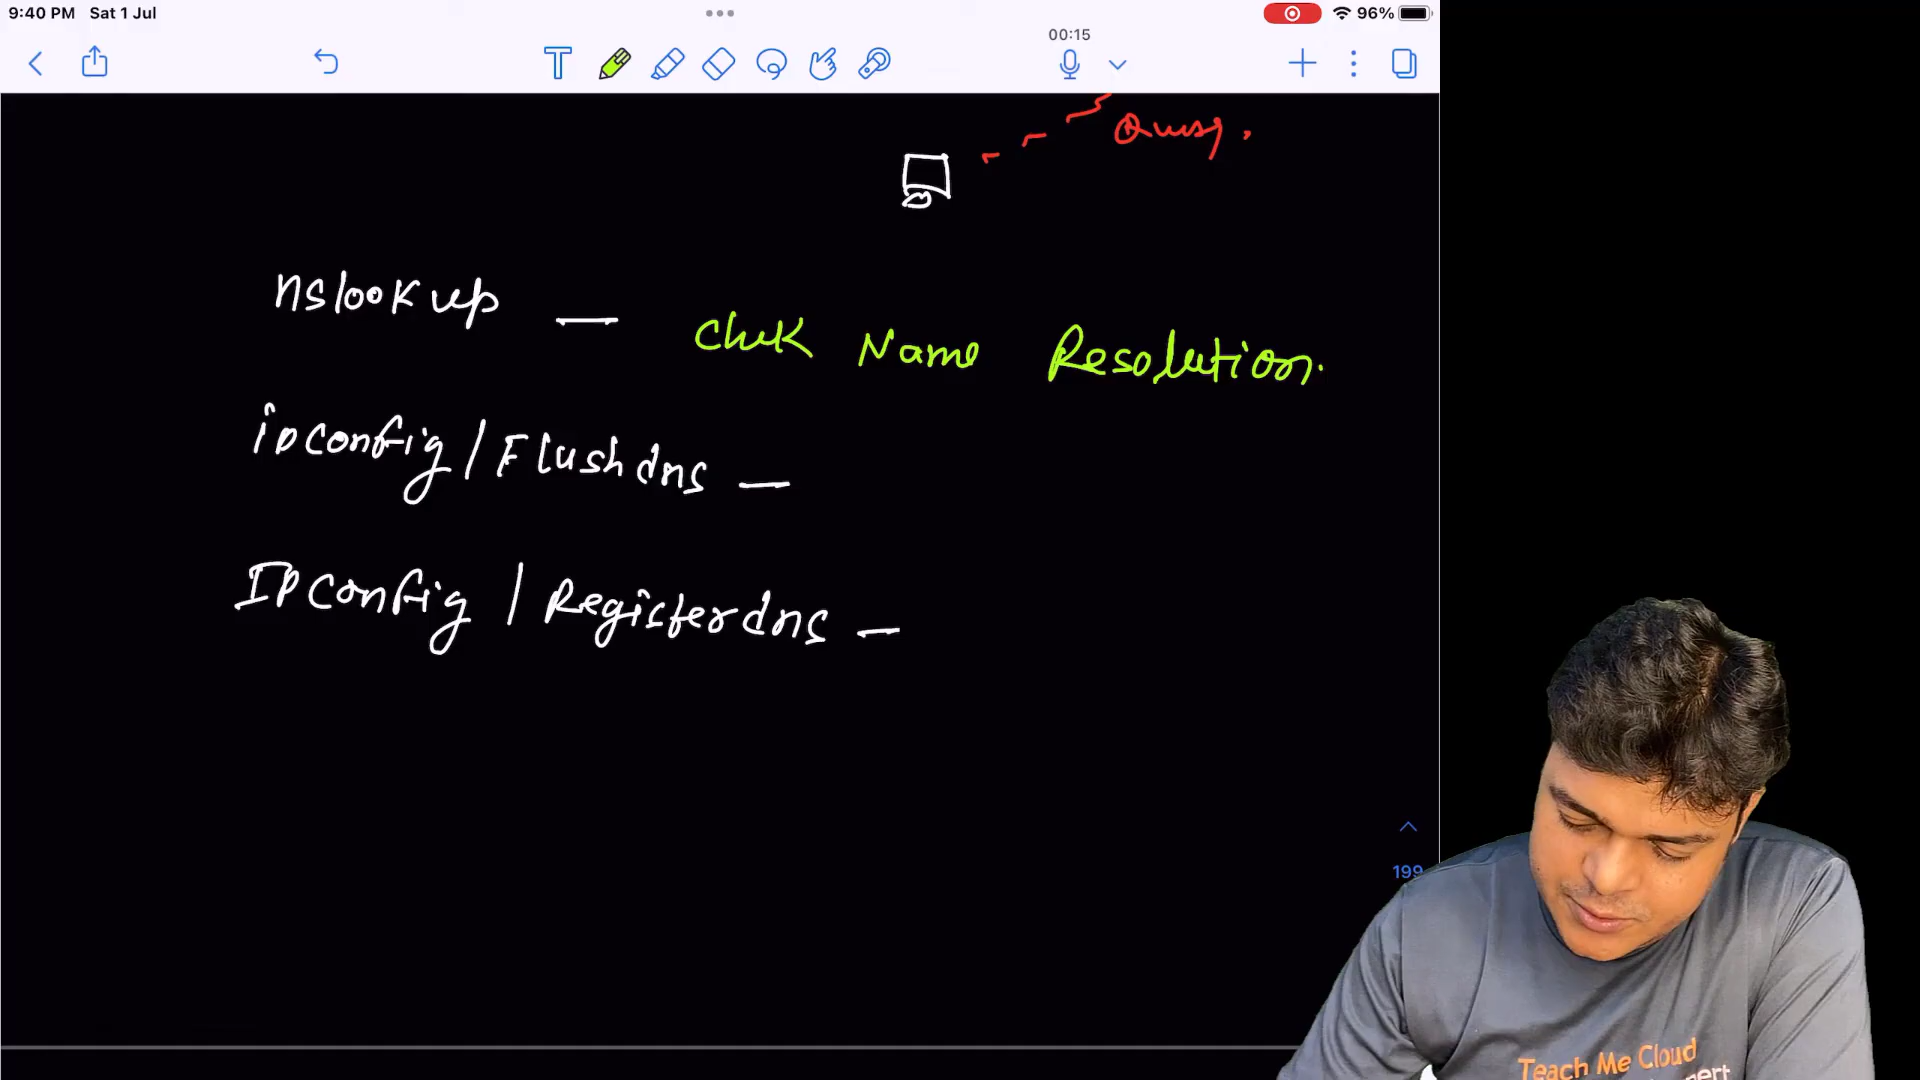 9:40 PM Sat 1 Jul
96%
00:15
Query.
nslookup — Chek Name Resolution.
ipconfig/Flushdns —
IPConfig / Registerdns —
199
Teach Me Cloud